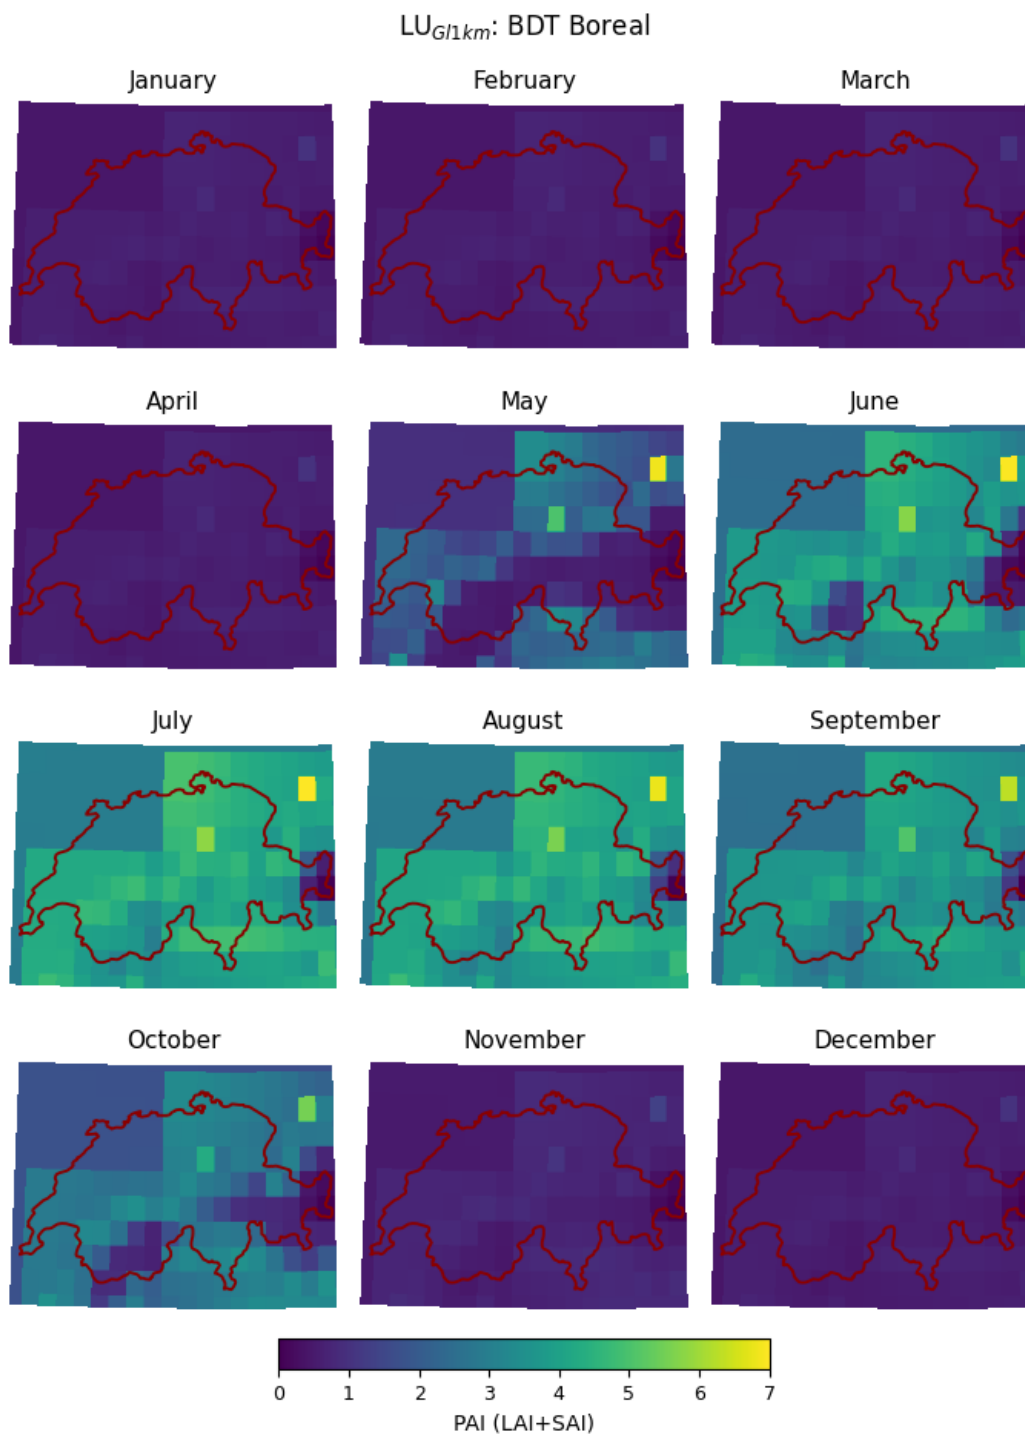 LU_Gl1km: BDT Boreal
January February March
April May June
July August September
October November December
0 1 2 3 4 5 6 7
PAI (LAI+SAI)